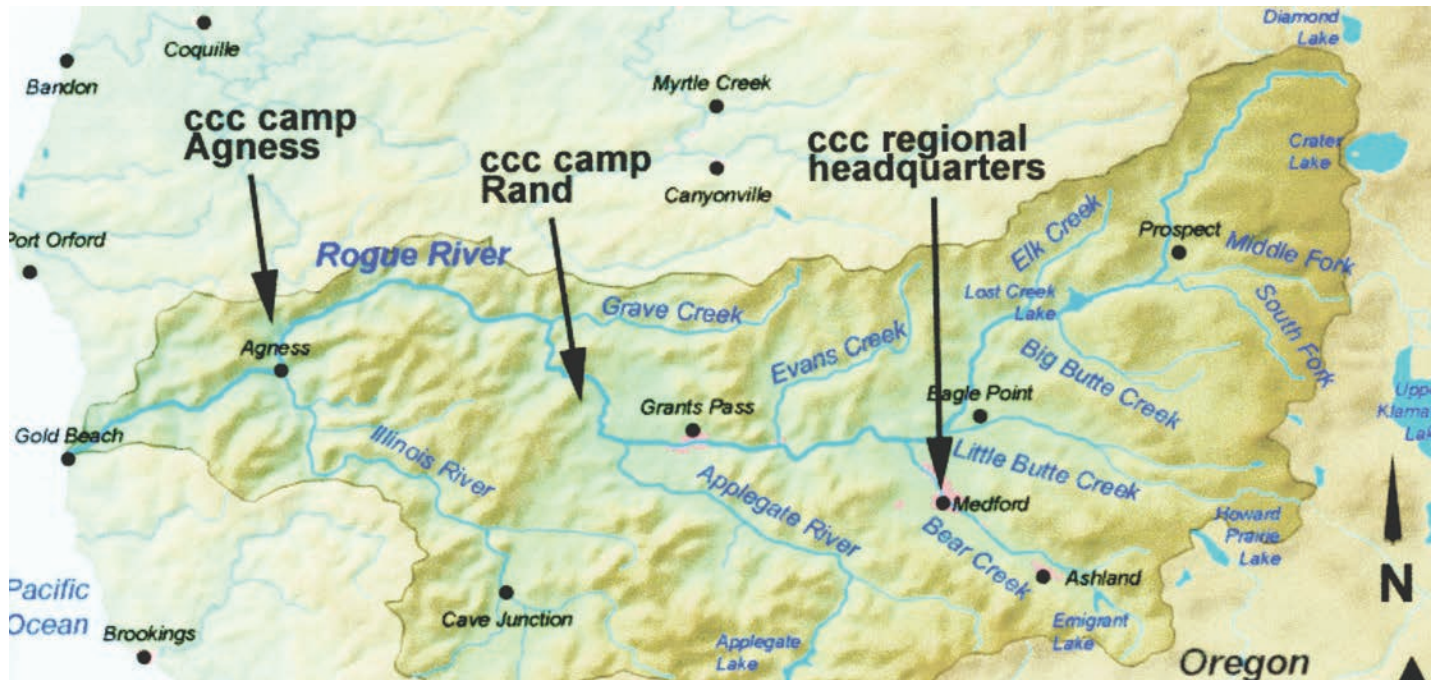 Diamond
Lake
Coquille
Bandon
Myrtle Creek
ccc camp
Agness
ccc regional
headquarters
ccc camp
Rand
Crater
Lake
Canyonville
Elk Creek
Prospect
Port Orford
Rogue River
Middle Fork
Lost Creek
Lake
Grave Creek
South Fork
Agness
Evans Creek
Big Butte Creek
Eagle Point
Grants Pass
Gold Beach
Illinois River
Little Butte Creek
Applegate River
Medford
Bear Creek
Howard
Prairie
Lake
Ashland
N
Pacific
Ocean
Cave Junction
Brookings
Emigrant
Lake
Applegate
Lake
Oregon